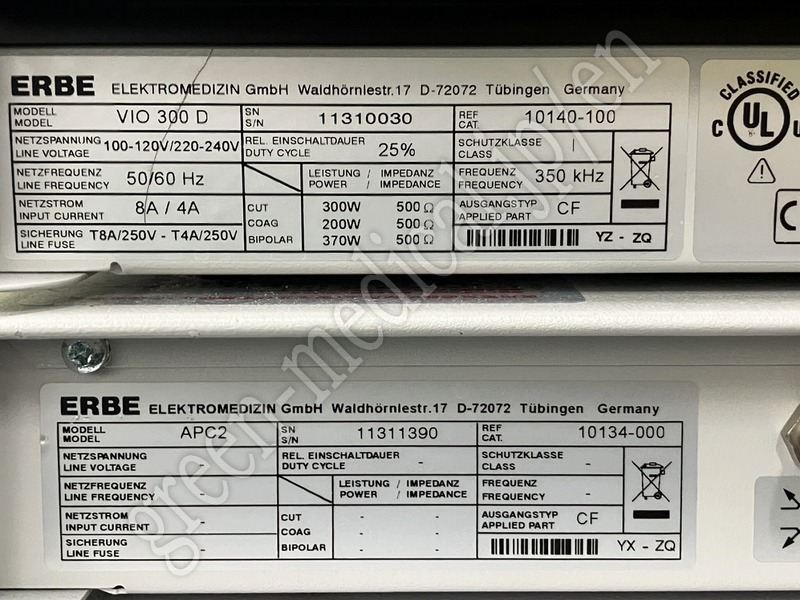 ERBE ELEKTROMEDIZIN GmbH Waldhörnlestr.17 D-72072 Tübingen Germany
MODELL MODEL VIO 300 D SN S/N 11310030 REF CAT. 10140-100
NETZSPANNUNG LINE VOLTAGE 100-120V/220-240V REL. EINSCHALTDAUER DUTY CYCLE 25% SCHUTZKLASSE CLASS I
NETZFREQUENZ LINE FREQUENCY 50/60 Hz LEISTUNG / IMPEDANZ POWER / IMPEDANCE FREQUENZ FREQUENCY 350 kHz
NETZSTROM INPUT CURRENT 8A / 4A CUT 300W 500 Ω AUSGANGSTYP APPLIED PART CF
COAG 200W 500 Ω
SICHERUNG LINE FUSE T8A/250V - T4A/250V BIPOLAR 370W 500 Ω YZ - ZQ
CLASSIFIED
C UL U
C
ERBE ELEKTROMEDIZIN GmbH Waldhörnlestr.17 D-72072 Tübingen Germany
MODELL MODEL APC2 SN S/N 11311390 REF CAT. 10134-000
NETZSPANNUNG LINE VOLTAGE - REL. EINSCHALTDAUER DUTY CYCLE - SCHUTZKLASSE CLASS -
NETZFREQUENZ LINE FREQUENCY - LEISTUNG / IMPEDANZ POWER / IMPEDANCE FREQUENZ FREQUENCY -
NETZSTROM INPUT CURRENT - CUT - - AUSGANGSTYP APPLIED PART CF
COAG - -
SICHERUNG LINE FUSE - BIPOLAR - - YX - ZQ
green-medical.jp/en